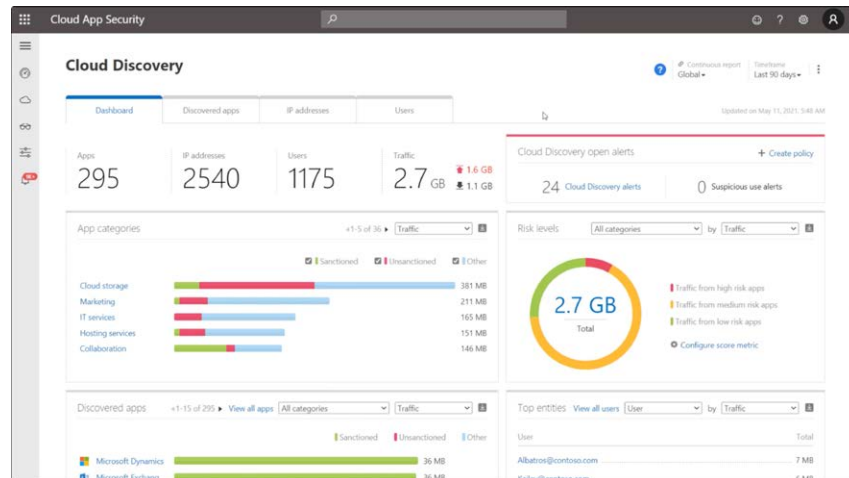 Cloud App Security
Cloud Discovery
Continuous report
Global
Timeframe
Last 90 days
Dashboard
Discovered apps
IP addresses
Users
Updated on May 11, 2021, 5:40 AM
Apps
295
IP addresses
2540
Users
1175
Traffic
2.7 GB
1.6 GB
1.1 GB
Cloud Discovery open alerts
+ Create policy
24 Cloud Discovery alerts
0 Suspicious use alerts
App categories
1-5 of 36
Traffic
Sanctioned
Unsanctioned
Other
Cloud storage 381 MB
Marketing 211 MB
IT services 165 MB
Hosting services 151 MB
Collaboration 146 MB
Risk levels
All categories
by
Traffic
2.7 GB
Total
Traffic from high risk apps
Traffic from medium risk apps
Traffic from low risk apps
Configure score metric
Discovered apps
1-15 of 295
View all apps
All categories
Traffic
Sanctioned
Unsanctioned
Other
Microsoft Dynamics 36 MB
Top entities
View all users
User
by
Traffic
User
Total
Albatros@contoso.com 7 MB